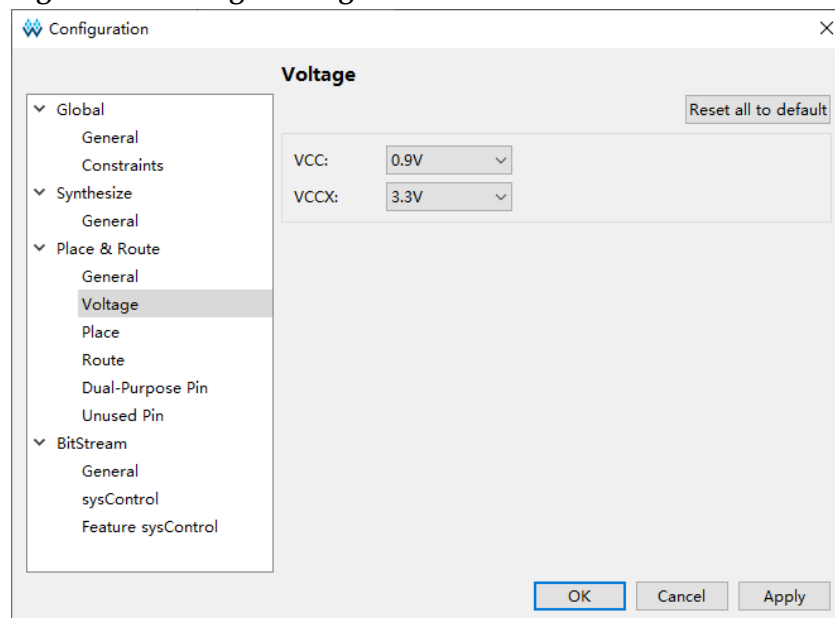 Configuration
Voltage
Reset all to default
Global
General
Constraints
Synthesize
General
Place & Route
General
Voltage
Place
Route
Dual-Purpose Pin
Unused Pin
BitStream
General
sysControl
Feature sysControl
VCC: 0.9V
VCCX: 3.3V
OK Cancel Apply